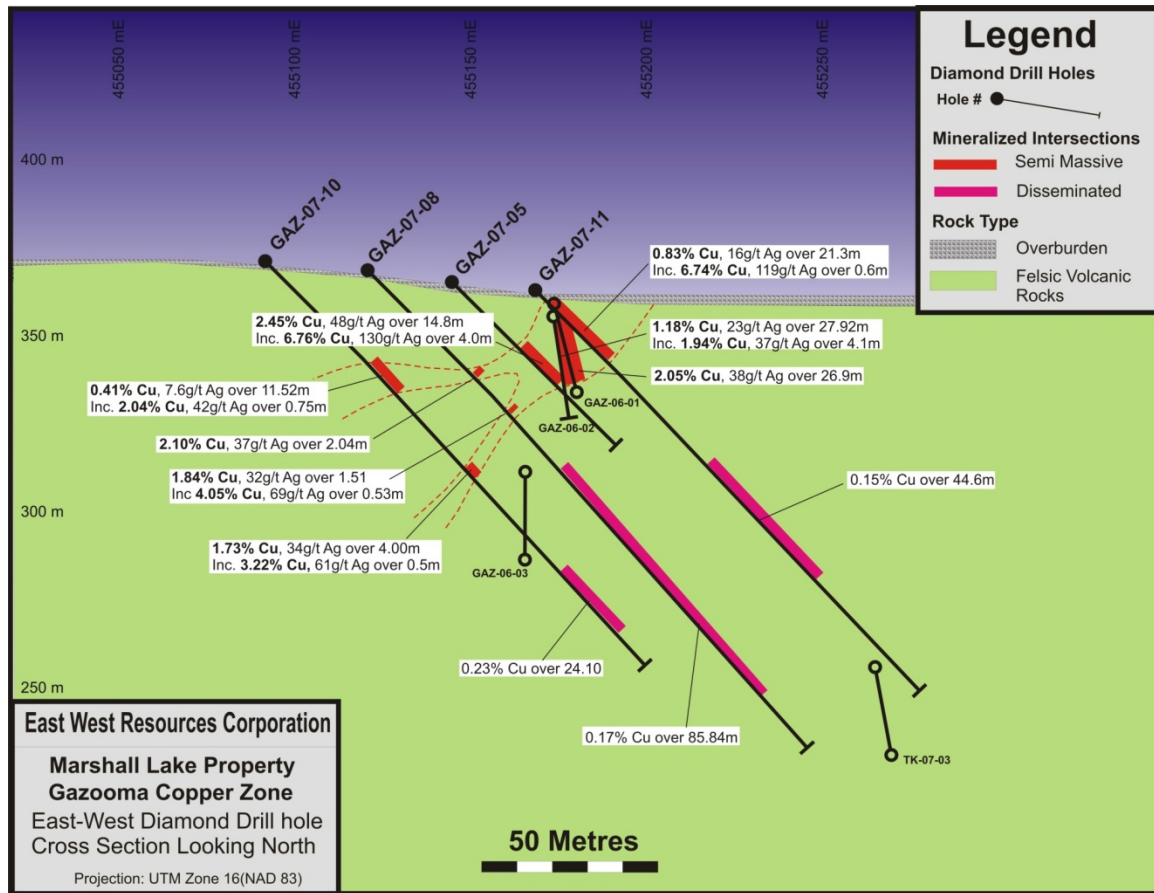 455050 mE
455100 mE
455150 mE
455200 mE
455250 mE
Legend
Diamond Drill Holes
Hole #
Mineralized Intersections
Semi Massive
Disseminated
Rock Type
Overburden
Felsic Volcanic
Rocks
400 m
350 m
300 m
250 m
GAZ-07-10
GAZ-07-08
GAZ-07-05
GAZ-07-11
0.83% Cu, 16g/t Ag over 21.3m
Inc. 6.74% Cu, 119g/t Ag over 0.6m
2.45% Cu, 48g/t Ag over 14.8m
Inc. 6.76% Cu, 130g/t Ag over 4.0m
1.18% Cu, 23g/t Ag over 27.92m
Inc. 1.94% Cu, 37g/t Ag over 4.1m
2.05% Cu, 38g/t Ag over 26.9m
0.41% Cu, 7.6g/t Ag over 11.52m
Inc. 2.04% Cu, 42g/t Ag over 0.75m
GAZ-06-01
GAZ-06-02
2.10% Cu, 37g/t Ag over 2.04m
1.84% Cu, 32g/t Ag over 1.51
Inc 4.05% Cu, 69g/t Ag over 0.53m
0.15% Cu over 44.6m
1.73% Cu, 34g/t Ag over 4.00m
Inc. 3.22% Cu, 61g/t Ag over 0.5m
GAZ-06-03
0.23% Cu over 24.10
0.17% Cu over 85.84m
TK-07-03
East West Resources Corporation
Marshall Lake Property
Gazooma Copper Zone
East-West Diamond Drill hole
Cross Section Looking North
Projection: UTM Zone 16(NAD 83)
50 Metres